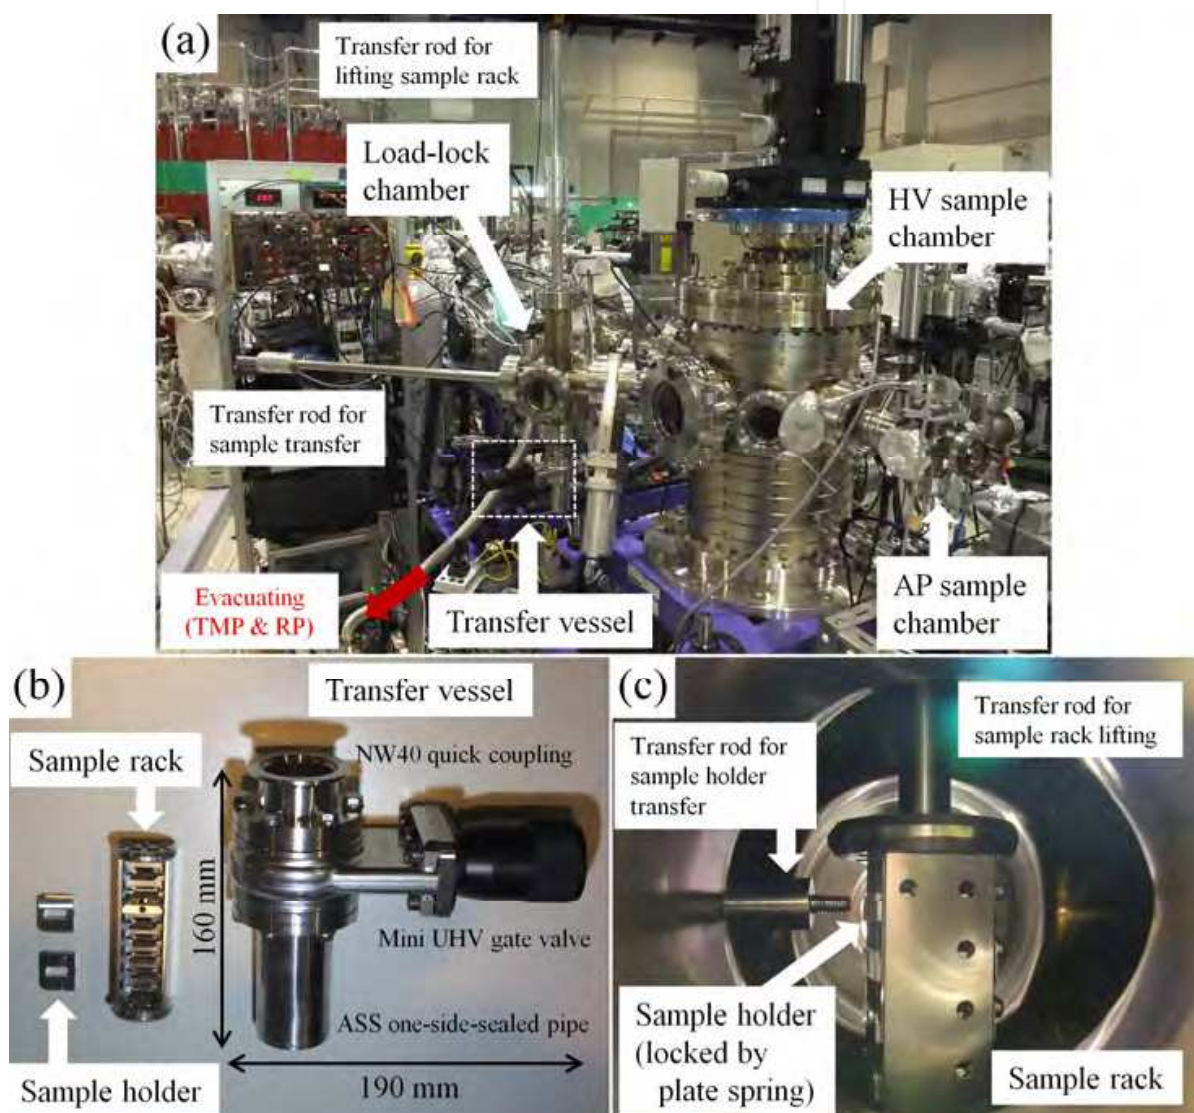 (a)
Transfer rod for
lifting sample rack
Load-lock
chamber
HV sample
chamber
Transfer rod for
sample transfer
Evacuating
(TMP & RP)
Transfer vessel
AP sample
chamber
(b)
Transfer vessel
Sample rack
NW40 quick coupling
160 mm
Mini UHV gate valve
ASS one-side-sealed pipe
190 mm
Sample holder
(c)
Transfer rod for
sample holder
transfer
Transfer rod for
sample rack lifting
Sample holder
(locked by
plate spring)
Sample rack